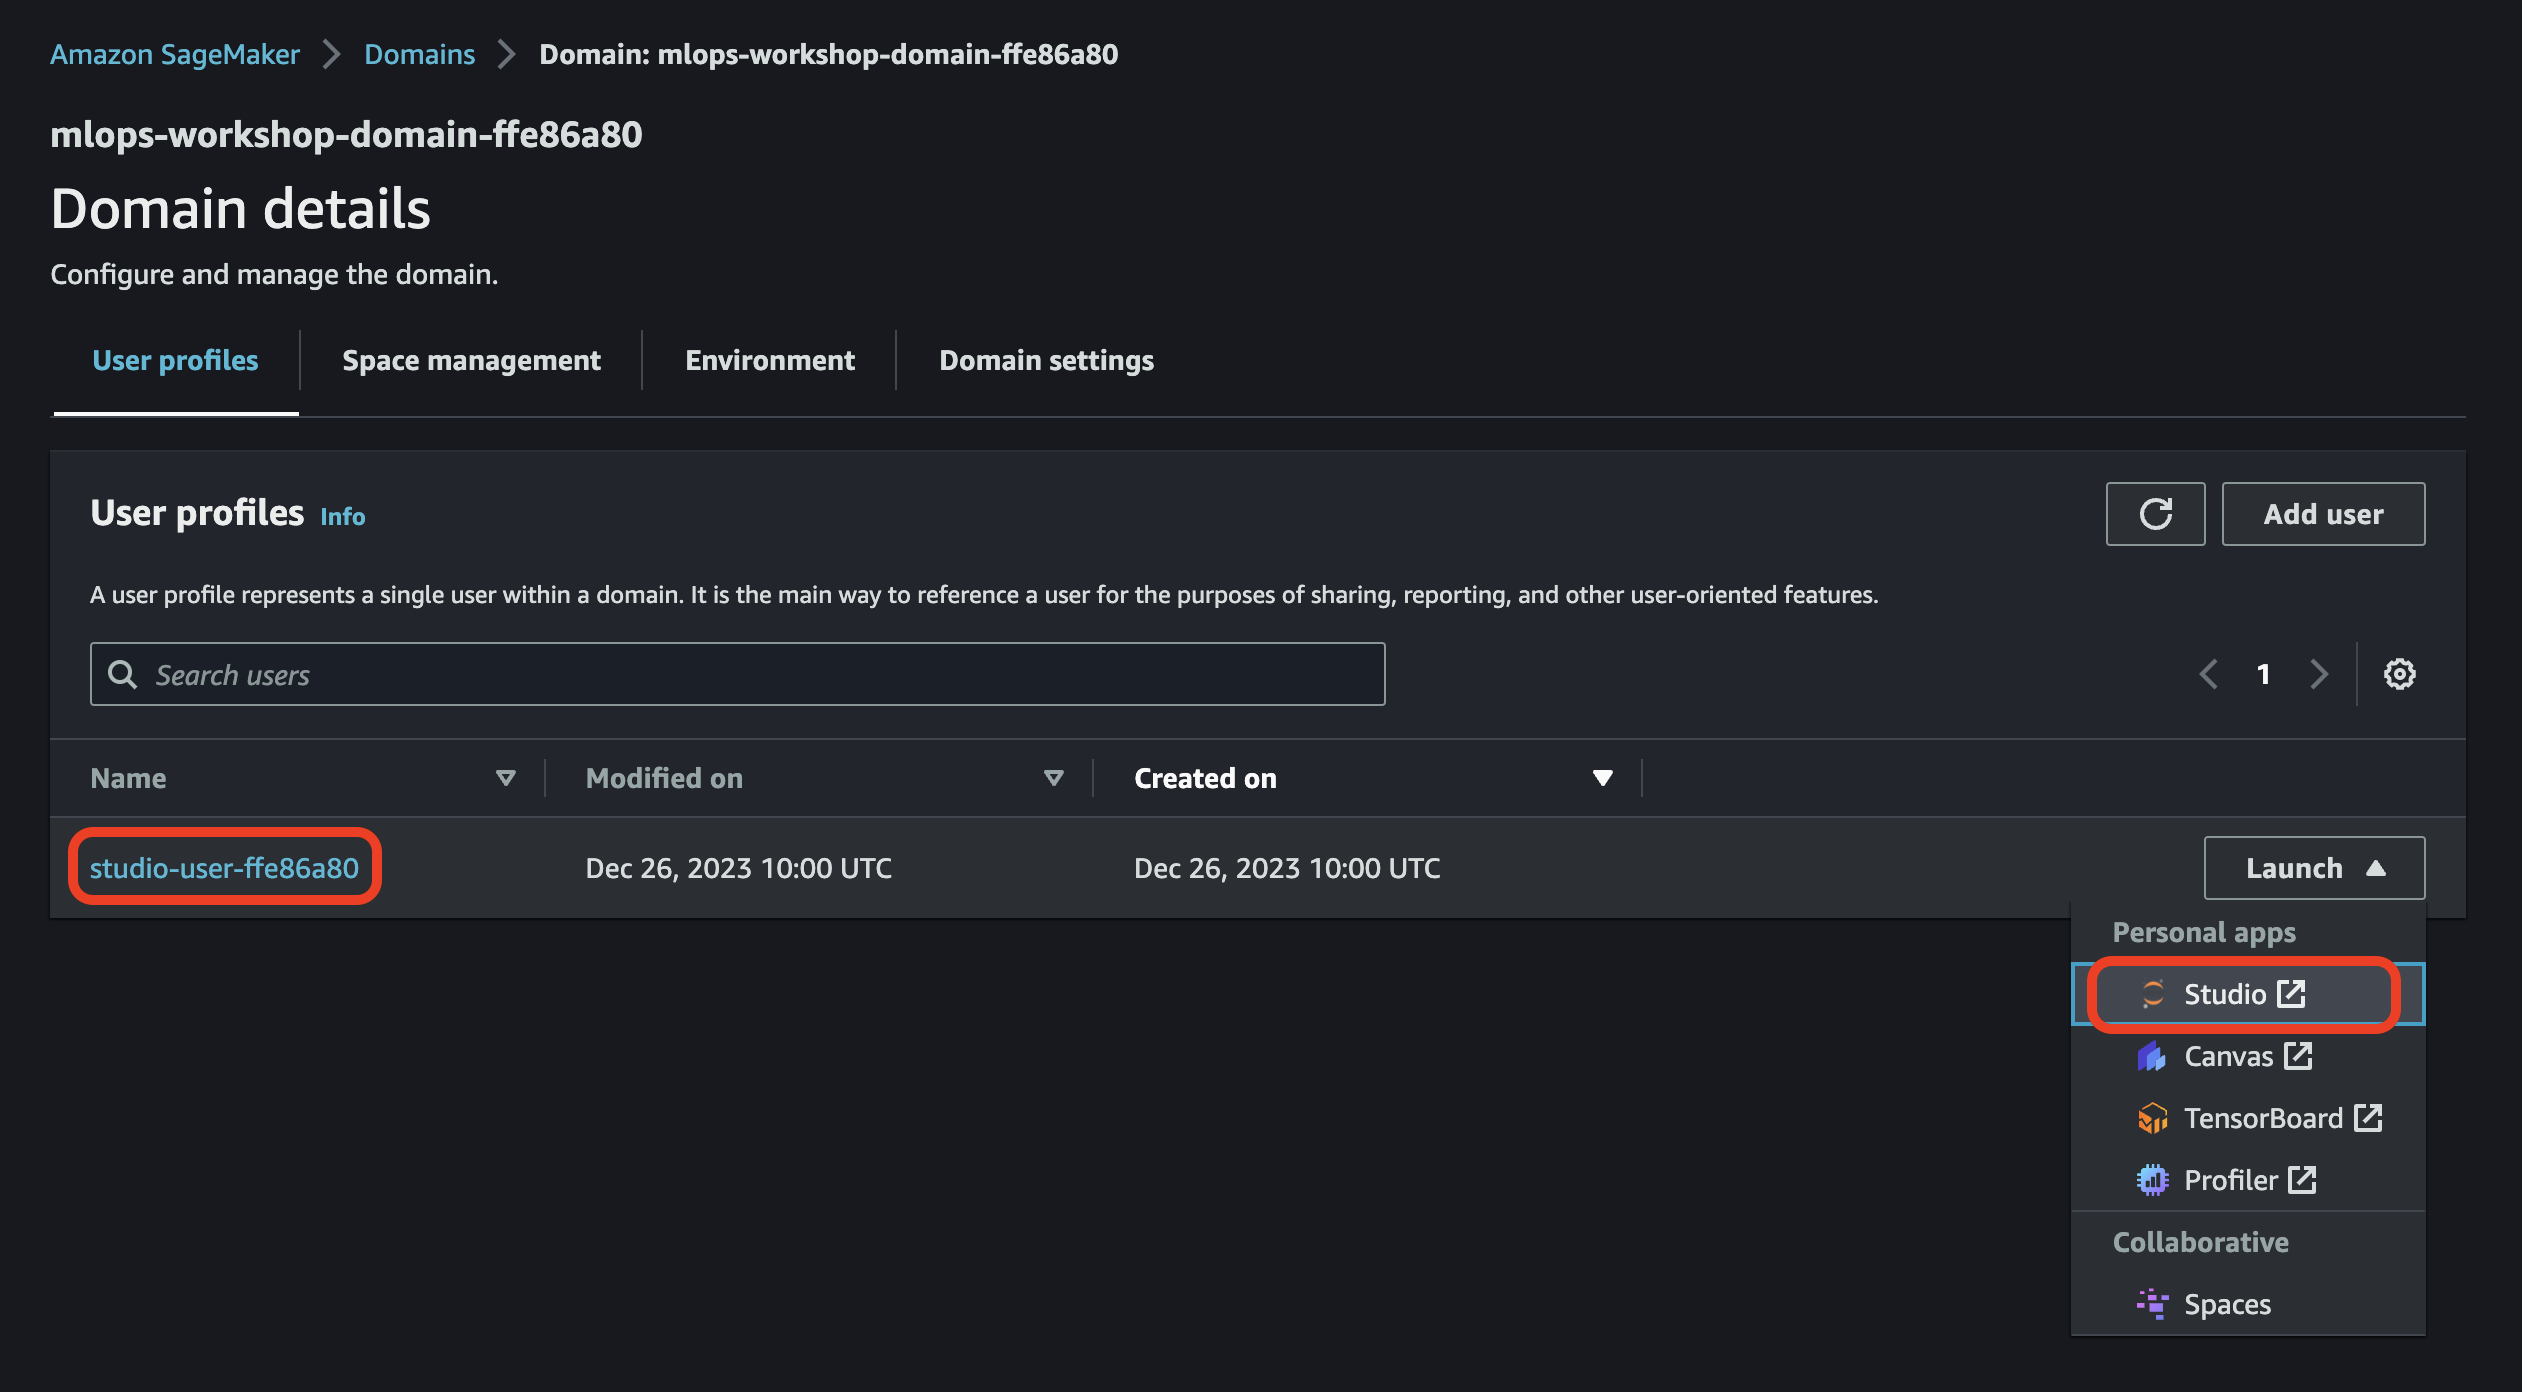 Amazon SageMaker > Domains > Domain: mlops-workshop-domain-ffe86a80
mlops-workshop-domain-ffe86a80
Domain details
Configure and manage the domain.
User profiles Space management Environment Domain settings
User profiles Info
Add user
A user profile represents a single user within a domain. It is the main way to reference a user for the purposes of sharing, reporting, and other user-oriented features.
Search users
1
Name Modified on Created on
studio-user-ffe86a80 Dec 26, 2023 10:00 UTC Dec 26, 2023 10:00 UTC Launch
Personal apps
Studio
Canvas
TensorBoard
Profiler
Collaborative
Spaces